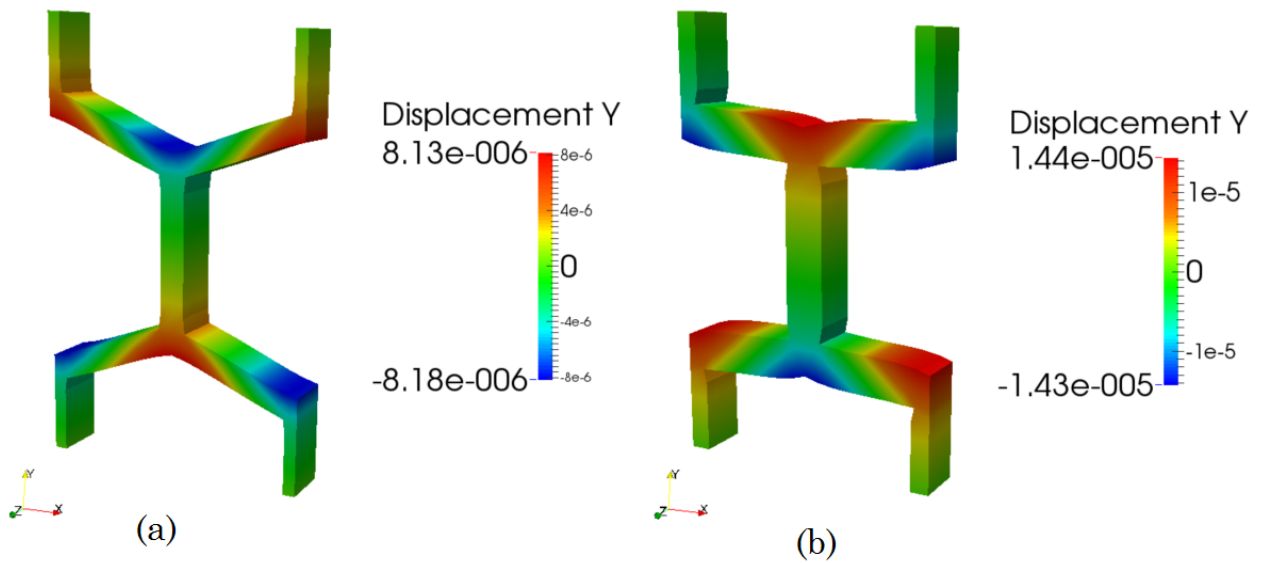 Displacement Y
8.13e-006
8e-6
4e-6
0
-4e-6
-8.18e-006
-8e-6
Y
Z
X
(a)
Displacement Y
1.44e-005
1e-5
0
-1e-5
-1.43e-005
Y
Z
X
(b)